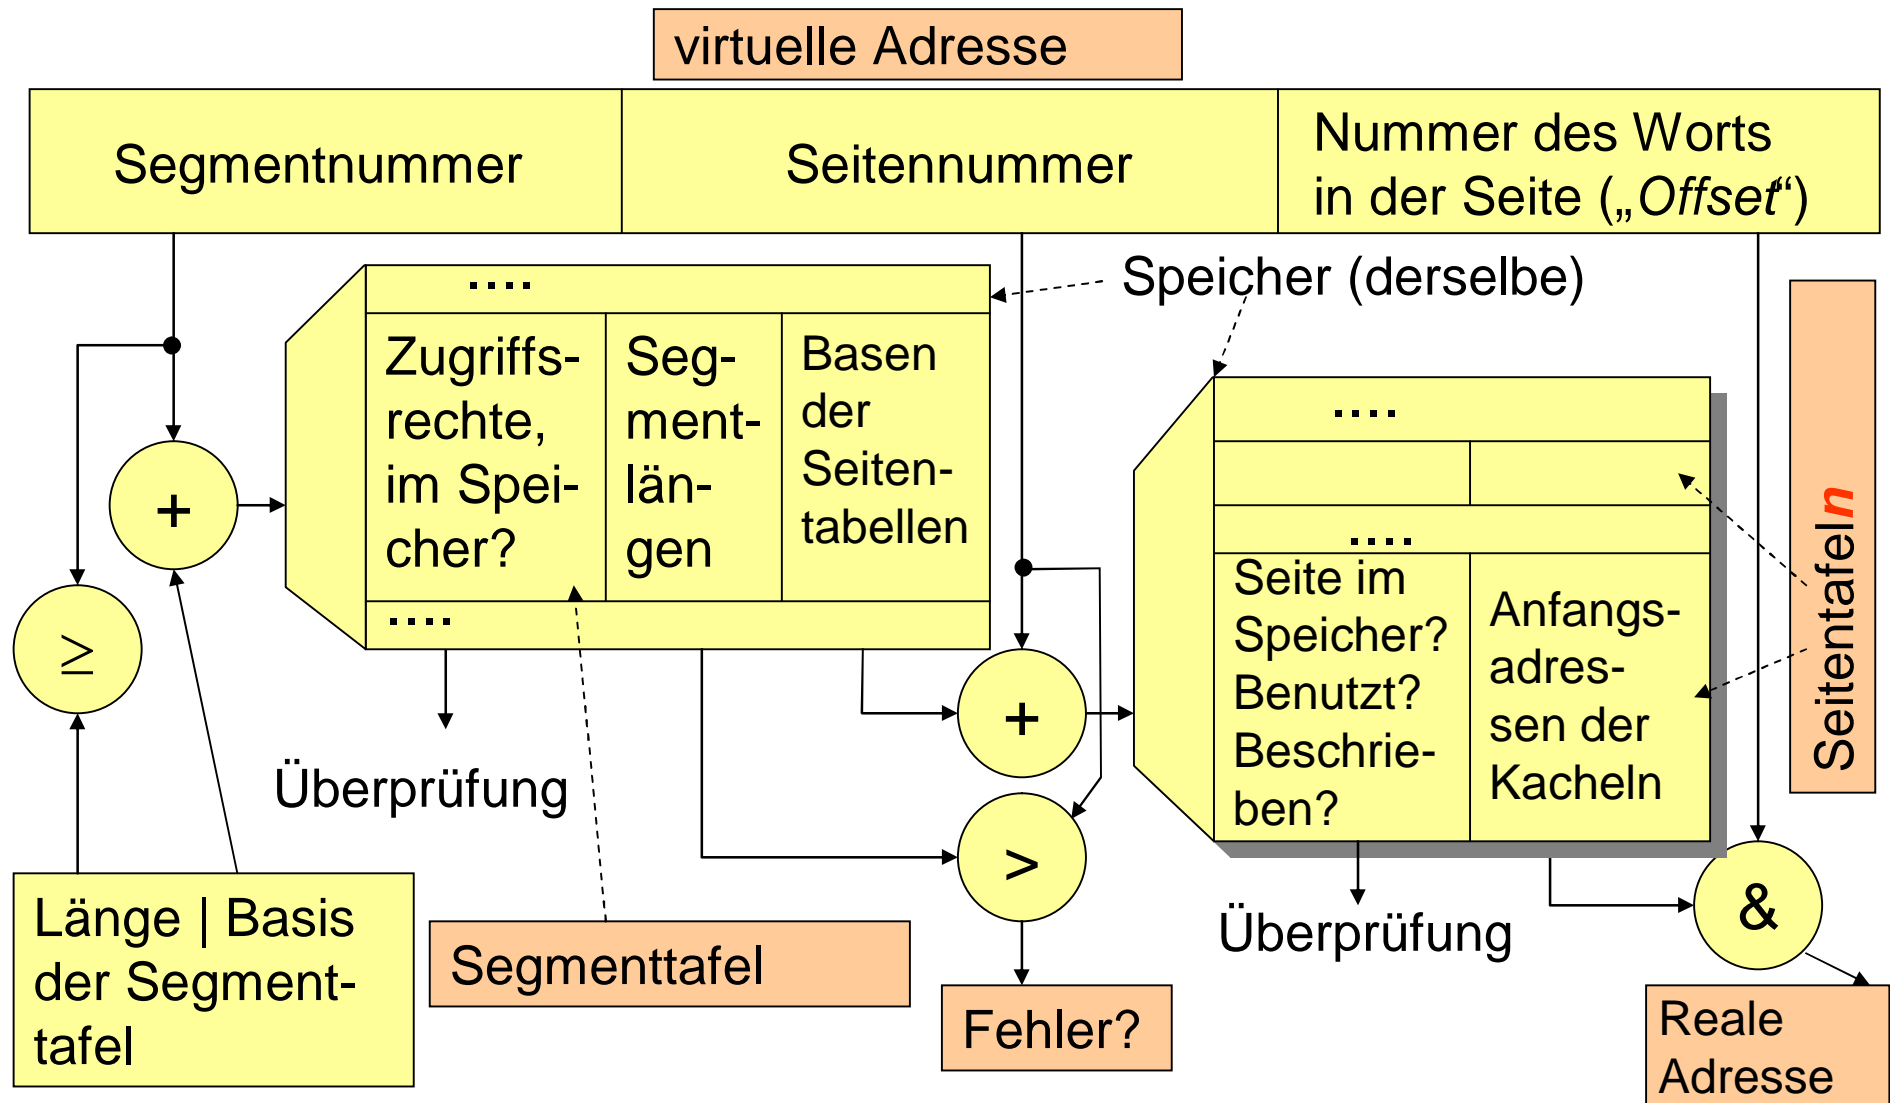 virtuelle Adresse
Segmentnummer
Seitennummer
Nummer des Worts
in der Seite („Offset“)
Speicher (derselbe)
....
Zugriffs-
rechte,
im Spei-
cher?
Seg-
ment-
län-
gen
Basen
der
Seiten-
tabellen
....
+
≥
Überprüfung
Länge | Basis
der Segment-
tafel
Segmenttafel
+
>
Fehler?
....
....
Seite im
Speicher?
Benutzt?
Beschrie-
ben?
Anfangs-
adres-
sen der
Kacheln
Überprüfung
Seitentafeln
&
Reale
Adresse